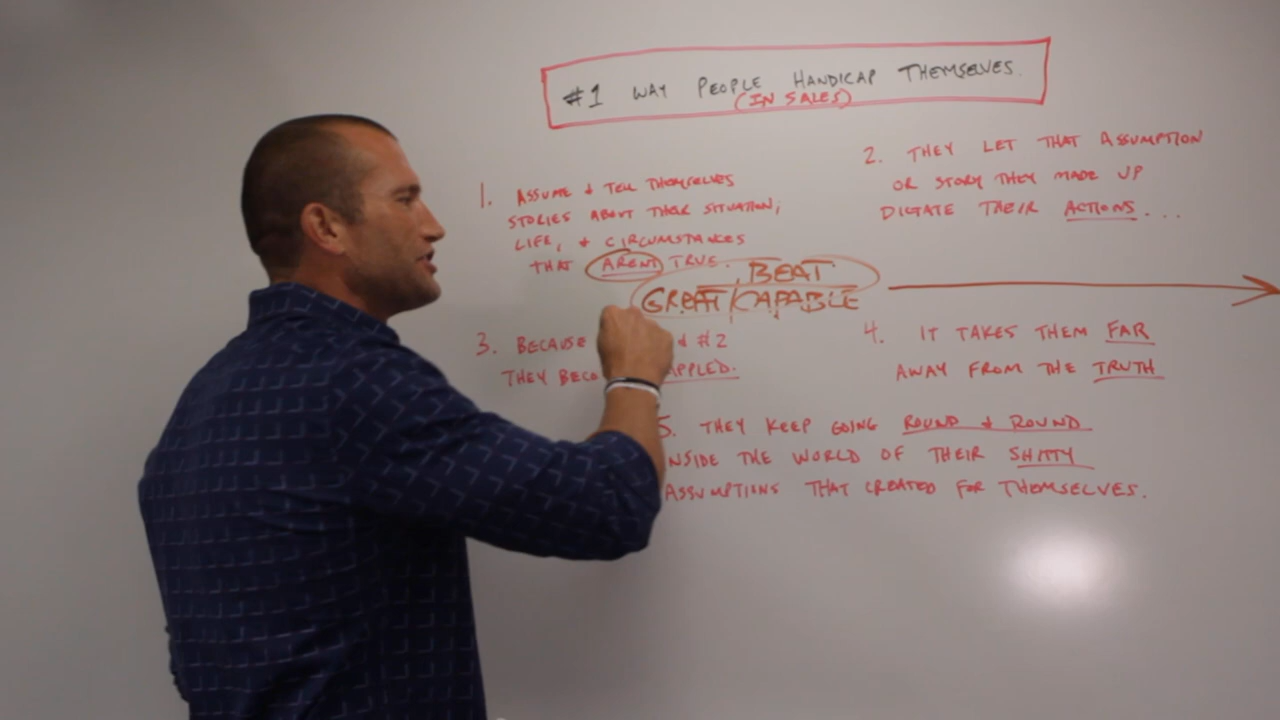 #1 WAY PEOPLE HANDICAP THEMSELVES.
(IN SALES)
1. ASSUME & TELL THEMSELVES
STORIES ABOUT THEIR SITUATION,
LIFE, & CIRCUMSTANCES
THAT AREN'T TRUE.
2. THEY LET THAT ASSUMPTION
OR STORY THEY MADE UP
DICTATE THEIR ACTIONS...
BEAT
GREAT/CAPABLE
3. BECAUSE #2
THEY
4. IT TAKES THEM FAR
AWAY FROM THE TRUTH
5. THEY KEEP GOING ROUND & ROUND
INSIDE THE WORLD OF THEIR SHITTY
ASSUMPTIONS THAT CREATED FOR THEMSELVES.